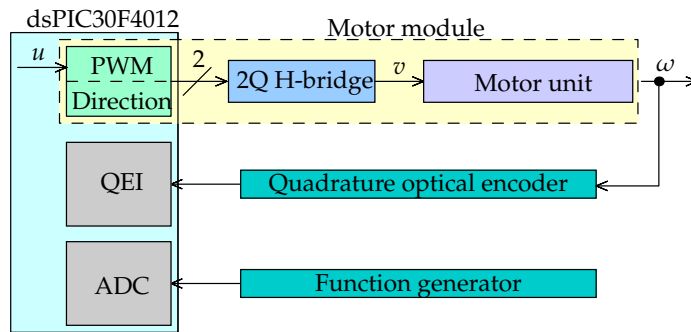 dsPIC30F4012
Motor module
u
PWM
Direction
2
2Q H-bridge
v
Motor unit
ω
QEI
Quadrature optical encoder
ADC
Function generator